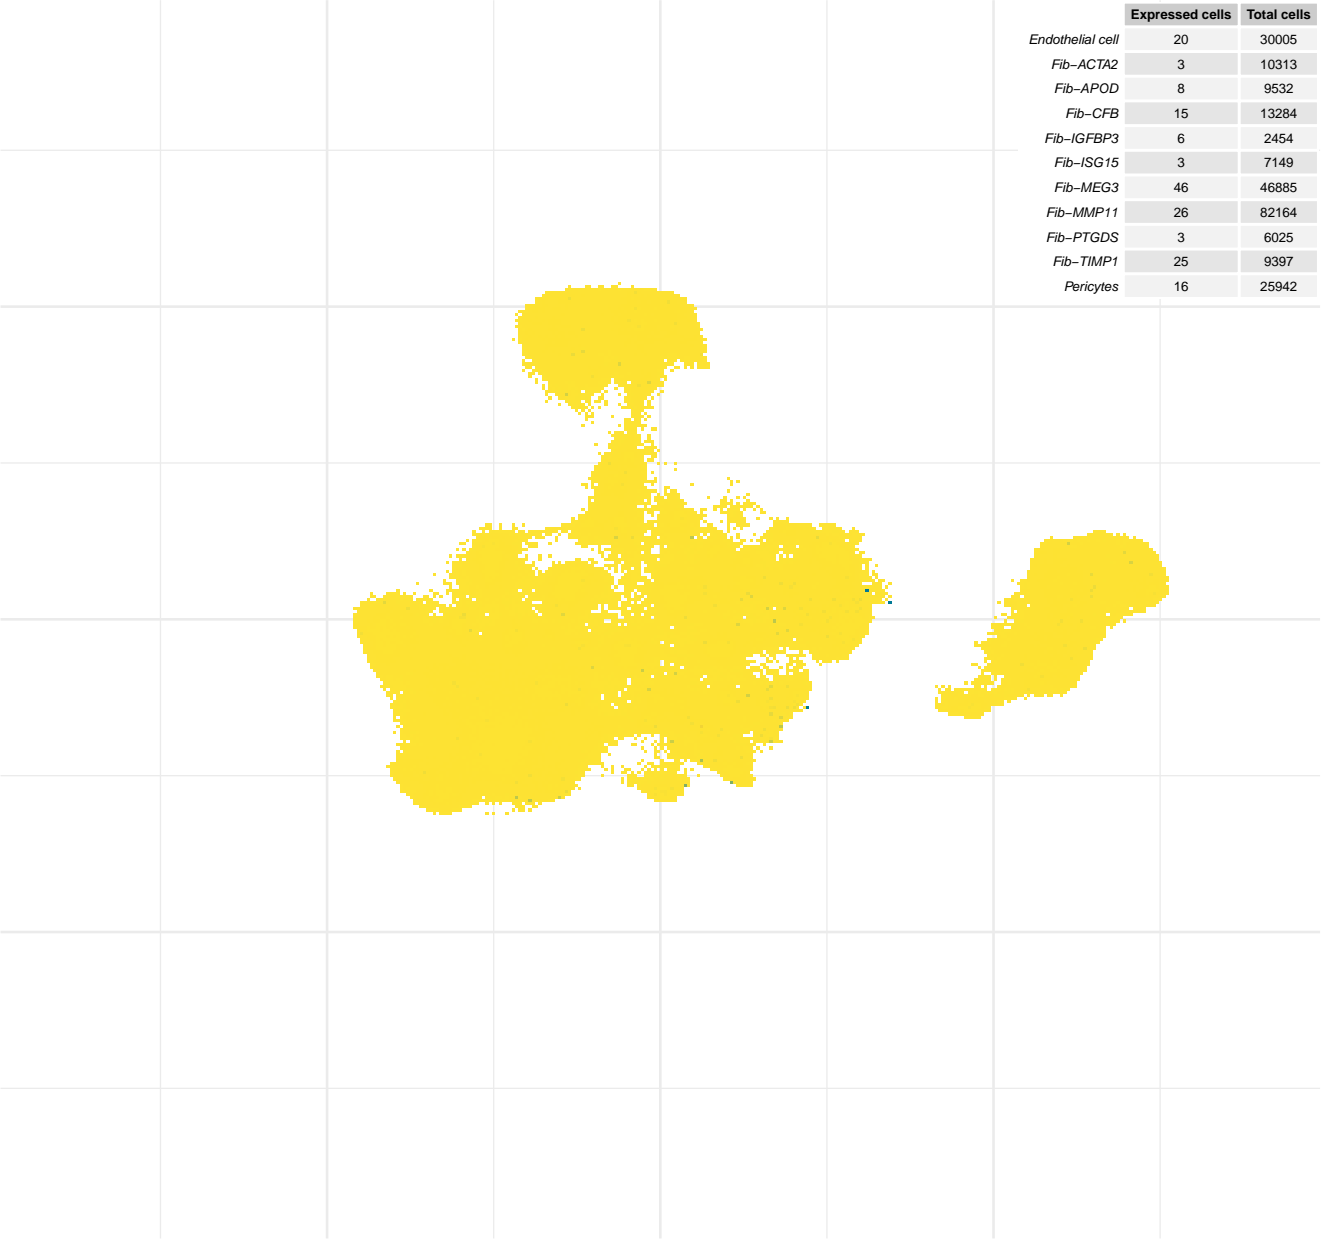 Expressed cells Total cells
Endothelial cell 20 30005
Fib−ACTA2 3 10313
Fib−APOD 8 9532
Fib−CFB 15 13284
Fib−IGFBP3 6 2454
Fib−ISG15 3 7149
Fib−MEG3 46 46885
Fib−MMP11 26 82164
Fib−PTGDS 3 6025
Fib−TIMP1 25 9397
Pericytes 16 25942